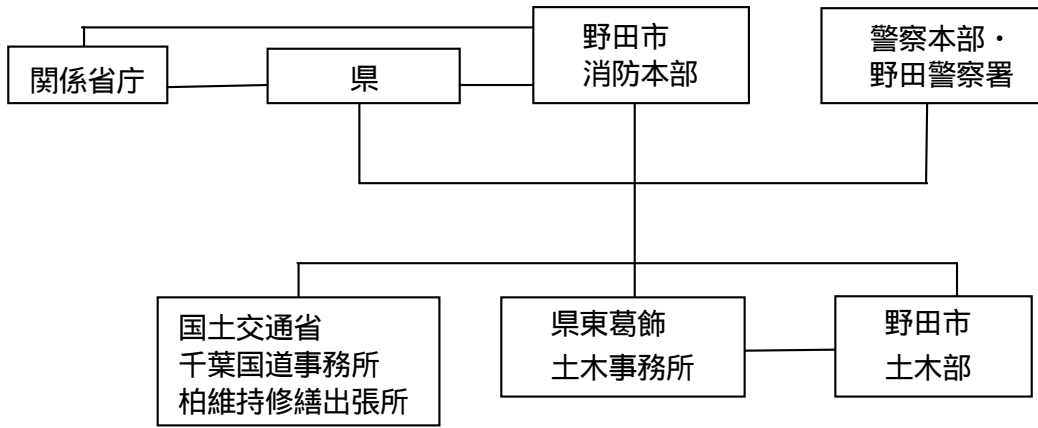 関係省庁
県
野田市
消防本部
警察本部・
野田警察署
国土交通省
千葉国道事務所
柏維持修繕出張所
県東葛飾
土木事務所
野田市
土木部